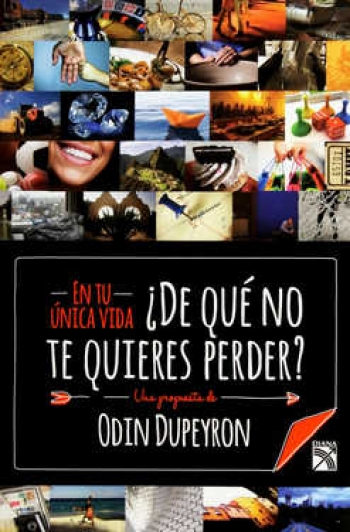 EN TU
ÚNICA VIDA
¿DE QUÉ NO
TE QUIERES PERDER?
Una propuesta de
ODIN DUPEYRON
DIANA